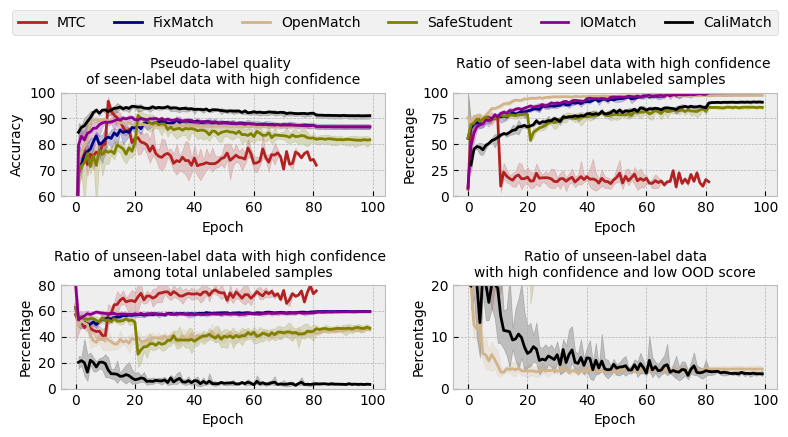 MTC FixMatch OpenMatch SafeStudent IOMatch CaliMatch
Pseudo-label quality
of seen-label data with high confidence
Accuracy
100
90
80
70
60
0 20 40 60 80 100
Epoch
Ratio of seen-label data with high confidence
among seen unlabeled samples
Percentage
100
75
50
25
0
0 20 40 60 80 100
Epoch
Ratio of unseen-label data with high confidence
among total unlabeled samples
Percentage
80
60
40
20
0
0 20 40 60 80 100
Epoch
Ratio of unseen-label data
with high confidence and low OOD score
Percentage
20
10
0
0 20 40 60 80 100
Epoch